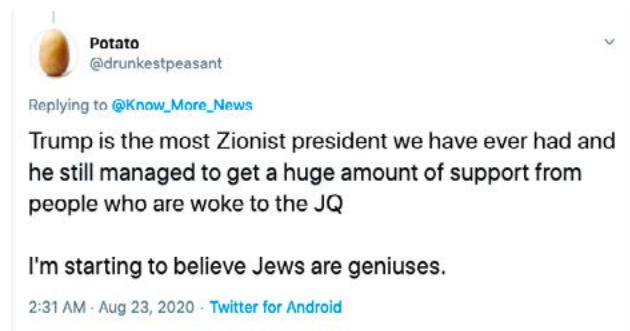 Potato
@drunkestpeasant
Replying to @Know_More_News
Trump is the most Zionist president we have ever had and
he still managed to get a huge amount of support from
people who are woke to the JQ
I'm starting to believe Jews are geniuses.
2:31 AM · Aug 23, 2020 · Twitter for Android